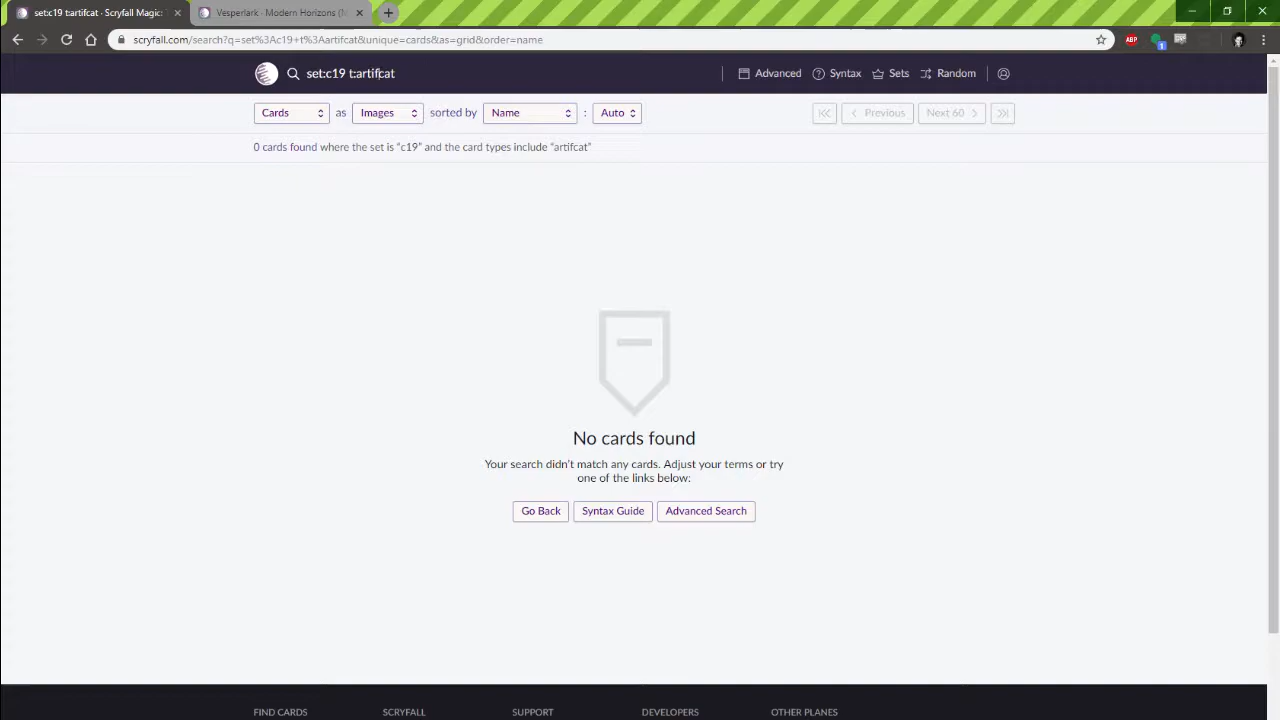 set:c19 t:artifcat · Scryfall Magic:
Vesperlark · Modern Horizons (M
scryfall.com/search?q=set%3Ac19+t%3Aartifcat&unique=cards&as=grid&order=name
ABP
1
set:c19 t:artifcat
Advanced
Syntax
Sets
Random
Cards
as
Images
sorted by
Name
:
Auto
Previous
Next 60
0 cards found where the set is “c19” and the card types include “artifcat”
No cards found
Your search didn’t match any cards. Adjust your terms or try
one of the links below:
Go Back
Syntax Guide
Advanced Search
FIND CARDS
SCRYFALL
SUPPORT
DEVELOPERS
OTHER PLANES